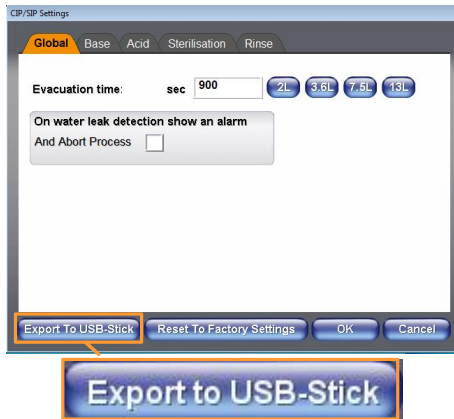 CIP/SIP Settings
Global Base Acid Sterilisation Rinse
Evacuation time: sec 900 2L 3.6L 7.5L 13L
On water leak detection show an alarm
And Abort Process
Export To USB-Stick Reset To Factory Settings OK Cancel
Export to USB-Stick